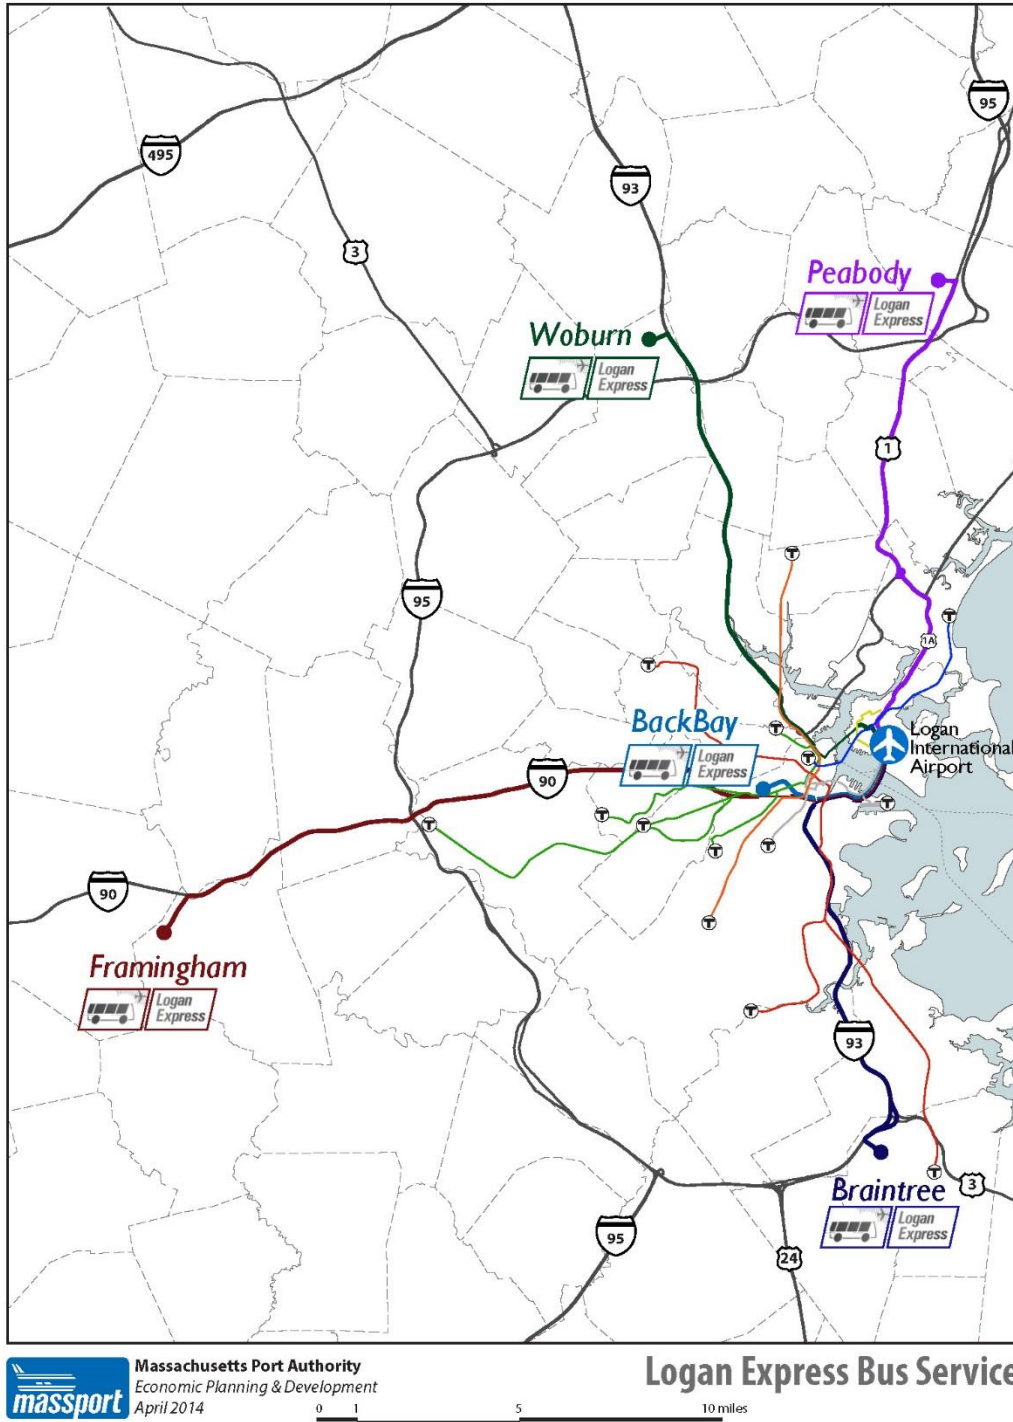 95
495
93
3
Peabody
Logan
Express
Woburn
Logan
Express
1
95
T
T
1A
T
BackBay
Logan
Express
T
T
Logan
International
Airport
90
T
T
T
T
T
T
90
T
Framingham
Logan
Express
T
93
T
3
Braintree
Logan
Express
95
24
massport
Massachusetts Port Authority
Economic Planning & Development
April 2014
Logan Express Bus Service
0 1 5 10 miles